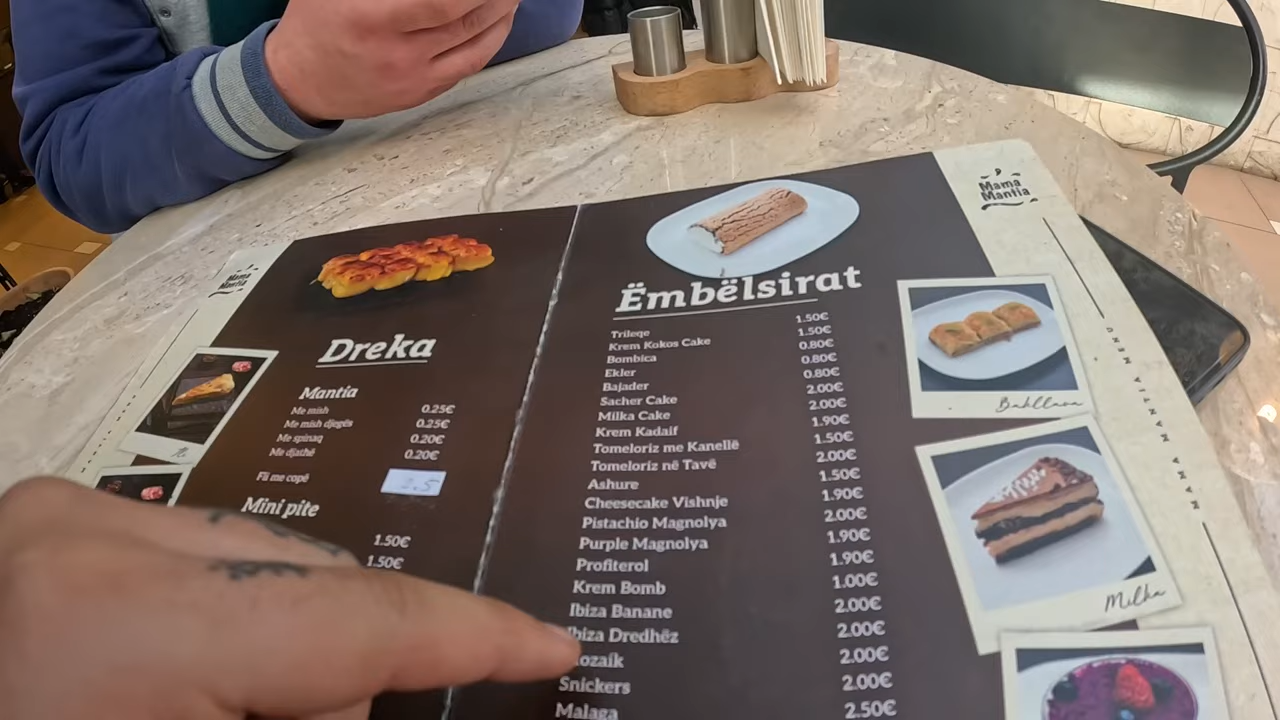 Mama
Mantia
Dreka
Mantia
Me mish 0.25€
Me mish djegës 0.25€
Me spinaq 0.20€
Me djathë 0.20€
Fli me copë 2.5
Mini pite
1.50€
1.50€
Ëmbëlsirat
Trileqe 1.50€
Krem Kokos Cake 1.50€
Bombica 0.80€
Ekler 0.80€
Bajader 0.80€
Sacher Cake 2.00€
Milka Cake 2.00€
Krem Kadaif 1.90€
Tomeloriz me Kanellë 1.50€
Tomeloriz në Tavë 2.00€
Ashure 1.50€
Cheesecake Vishnje 1.90€
Pistachio Magnolya 2.00€
Purple Magnolya 1.90€
Profiterol 1.90€
Krem Bomb 1.00€
Ibiza Banane 2.00€
Ibiza Dredhëz 2.00€
ozaik 2.00€
Snickers 2.00€
Malaga 2.50€
Mama
Mantia
Bakllava
Milka
MAMA MANTIA MENU